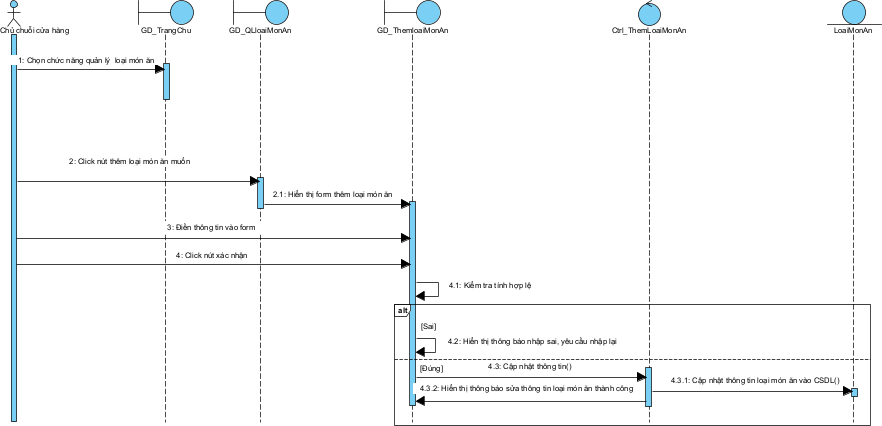 Chủ chuỗi cửa hàng
GD_TrangChu
GD_QLloaiMonAn
GD_ThemloaiMonAn
Ctrl_ThemLoaiMonAn
LoaiMonAn
1: Chọn chức năng quản lý loại món ăn
2: Click nút thêm loại món ăn muốn
2.1: Hiển thị form thêm loại món ăn
3: Điền thông tin vào form
4: Click nút xác nhận
4.1: Kiểm tra tính hợp lệ
alt
[Sai]
4.2: Hiển thị thông báo nhập sai, yêu cầu nhập lại
[Đúng]
4.3: Cập nhật thông tin()
4.3.1: Cập nhật thông tin loại món ăn vào CSDL()
4.3.2: Hiển thị thông báo sửa thông tin loại món ăn thành công